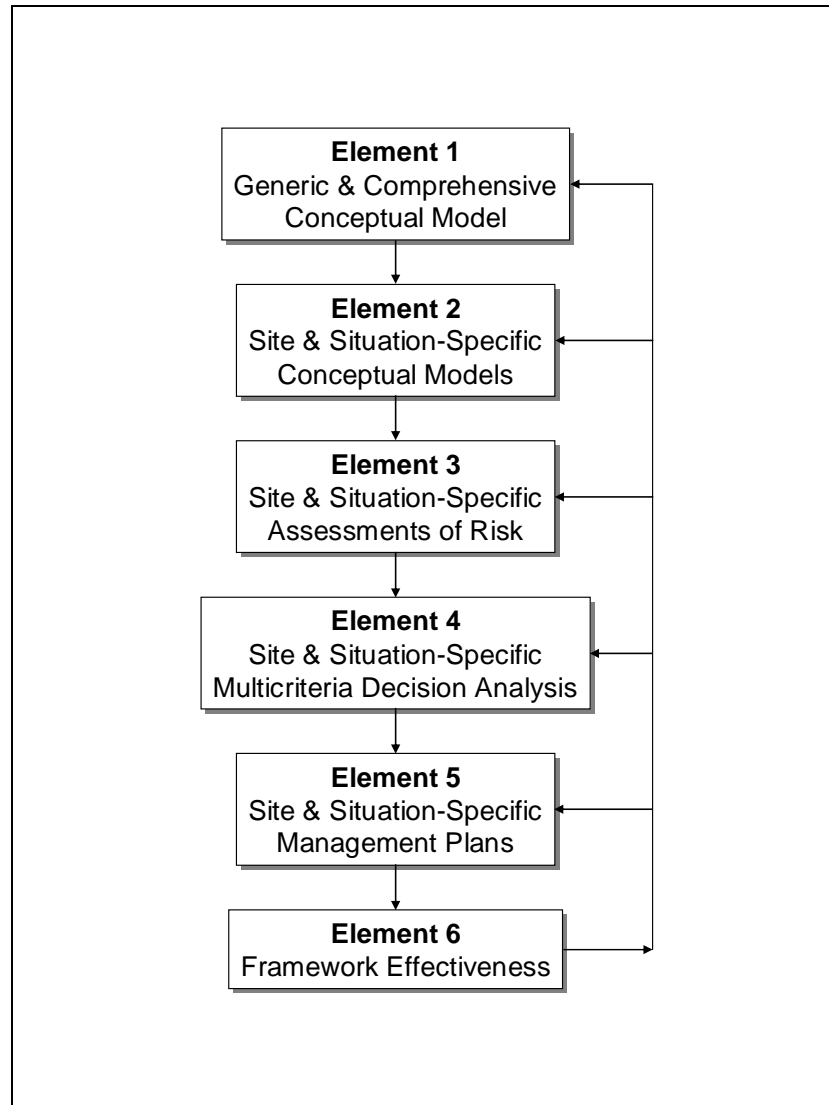 Element 1
Generic & Comprehensive
Conceptual Model
Element 2
Site & Situation-Specific
Conceptual Models
Element 3
Site & Situation-Specific
Assessments of Risk
Element 4
Site & Situation-Specific
Multicriteria Decision Analysis
Element 5
Site & Situation-Specific
Management Plans
Element 6
Framework Effectiveness